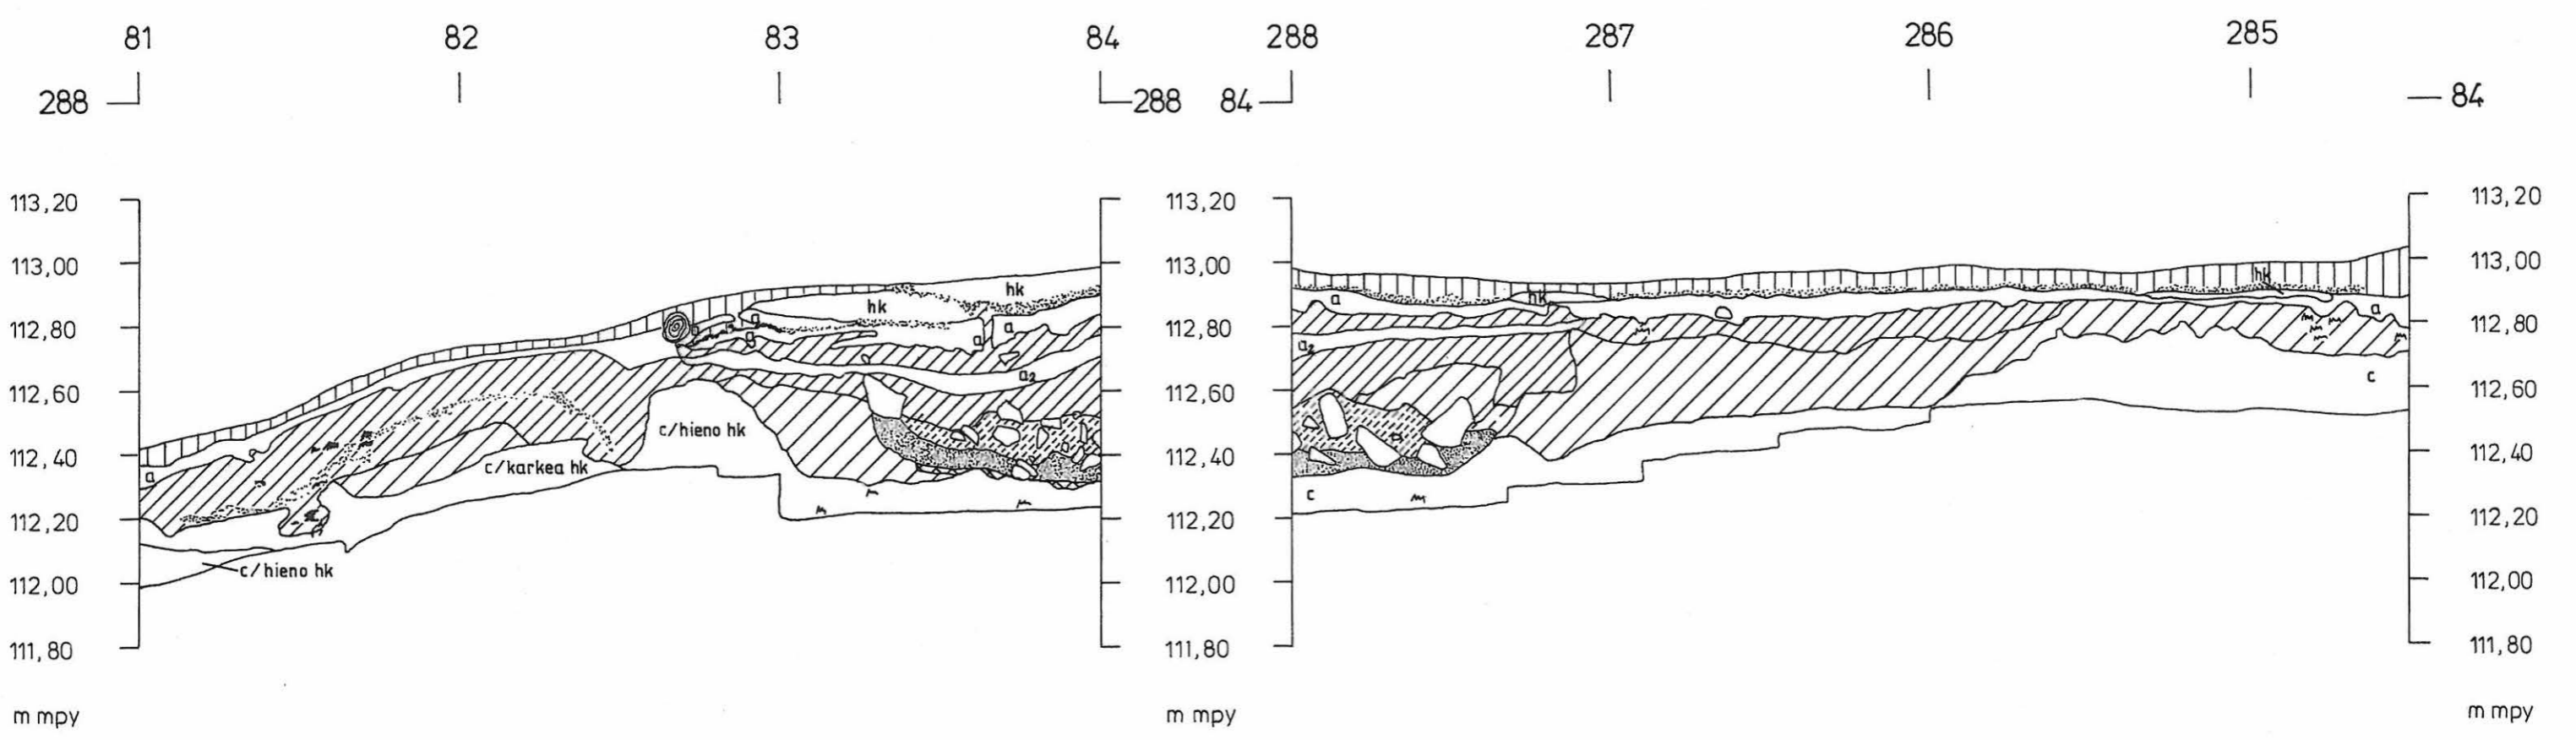 81 82 83 84 288 287 286 285
288 288 84 84
113,20 113,20 113,20
113,00 113,00 113,00
hk hk hk hk
a a a a a a a
112,80 112,80 112,80
a2 a2
112,60 112,60 112,60
c
c/hieno hk
112,40 112,40 112,40
c/karkea hk
a c
112,20 112,20 112,20
c/hieno hk
112,00 112,00 112,00
111,80 111,80 111,80
m mpy m mpy m mpy